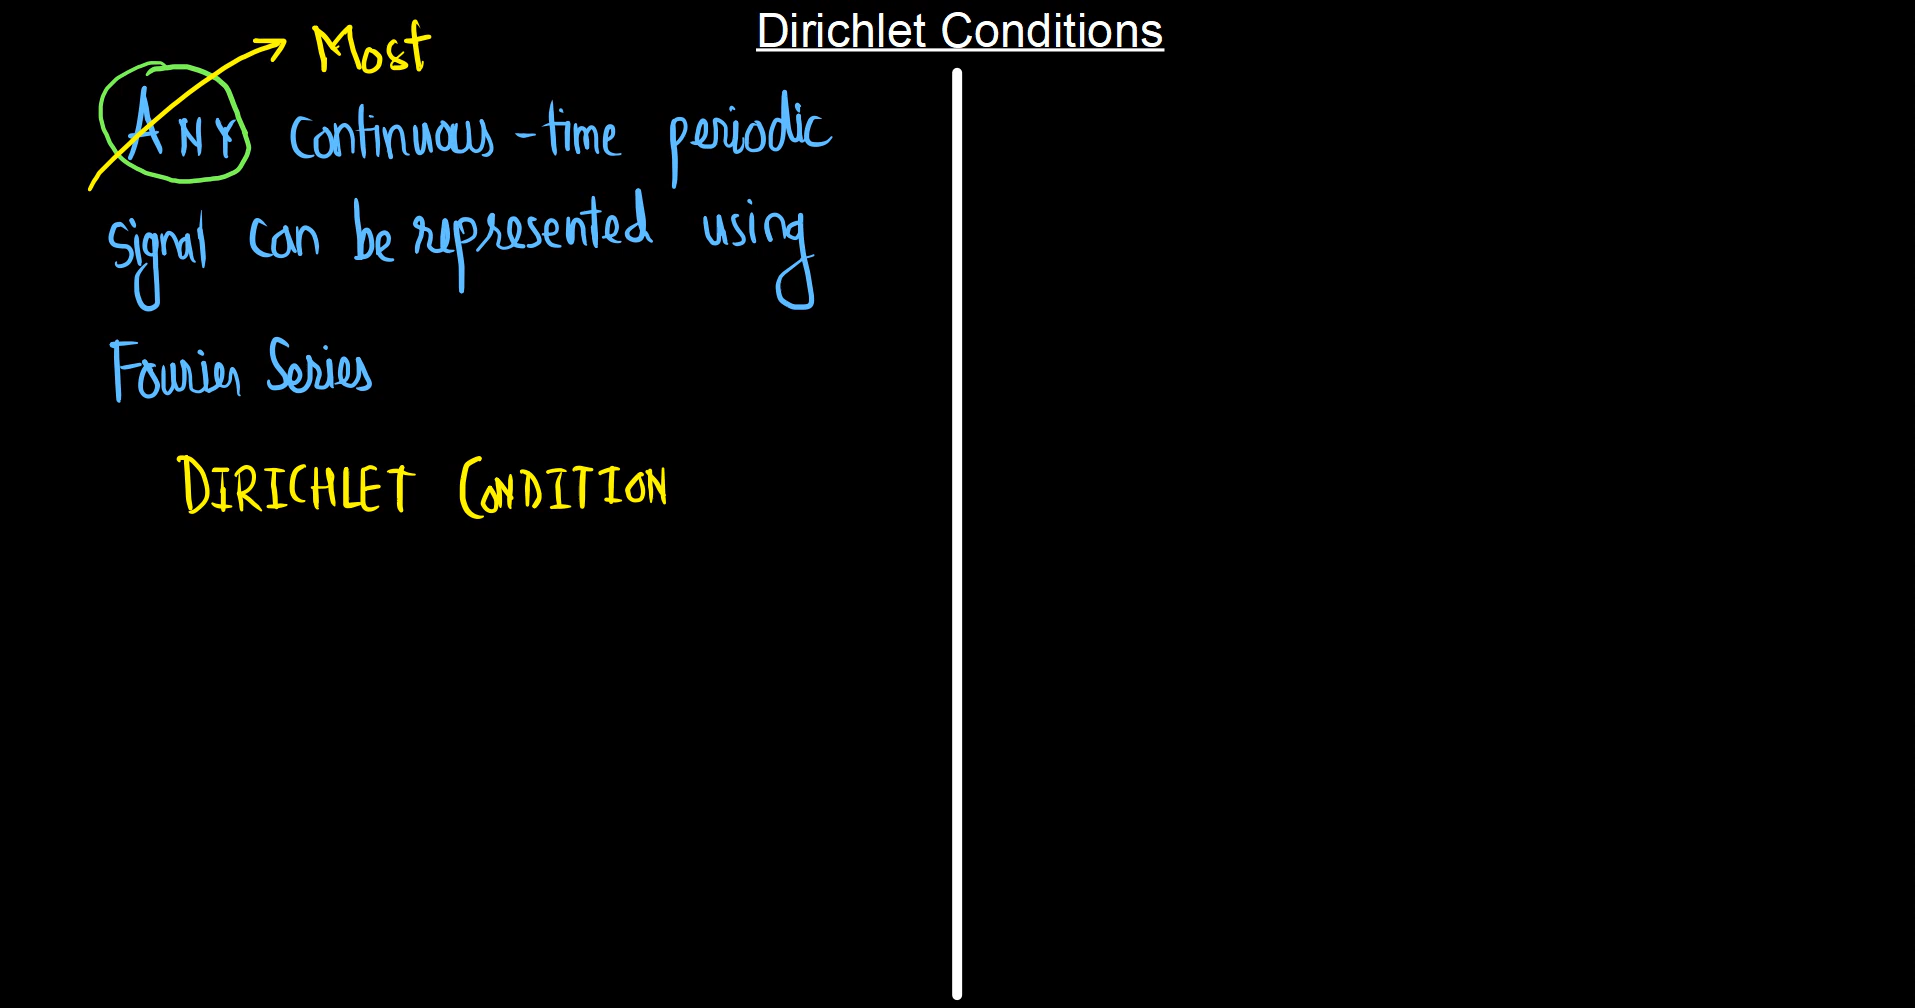 Dirichlet Conditions
Most
ANY Continuous-time periodic
signal can be represented using
Fourier Series
DIRICHLET CONDITION